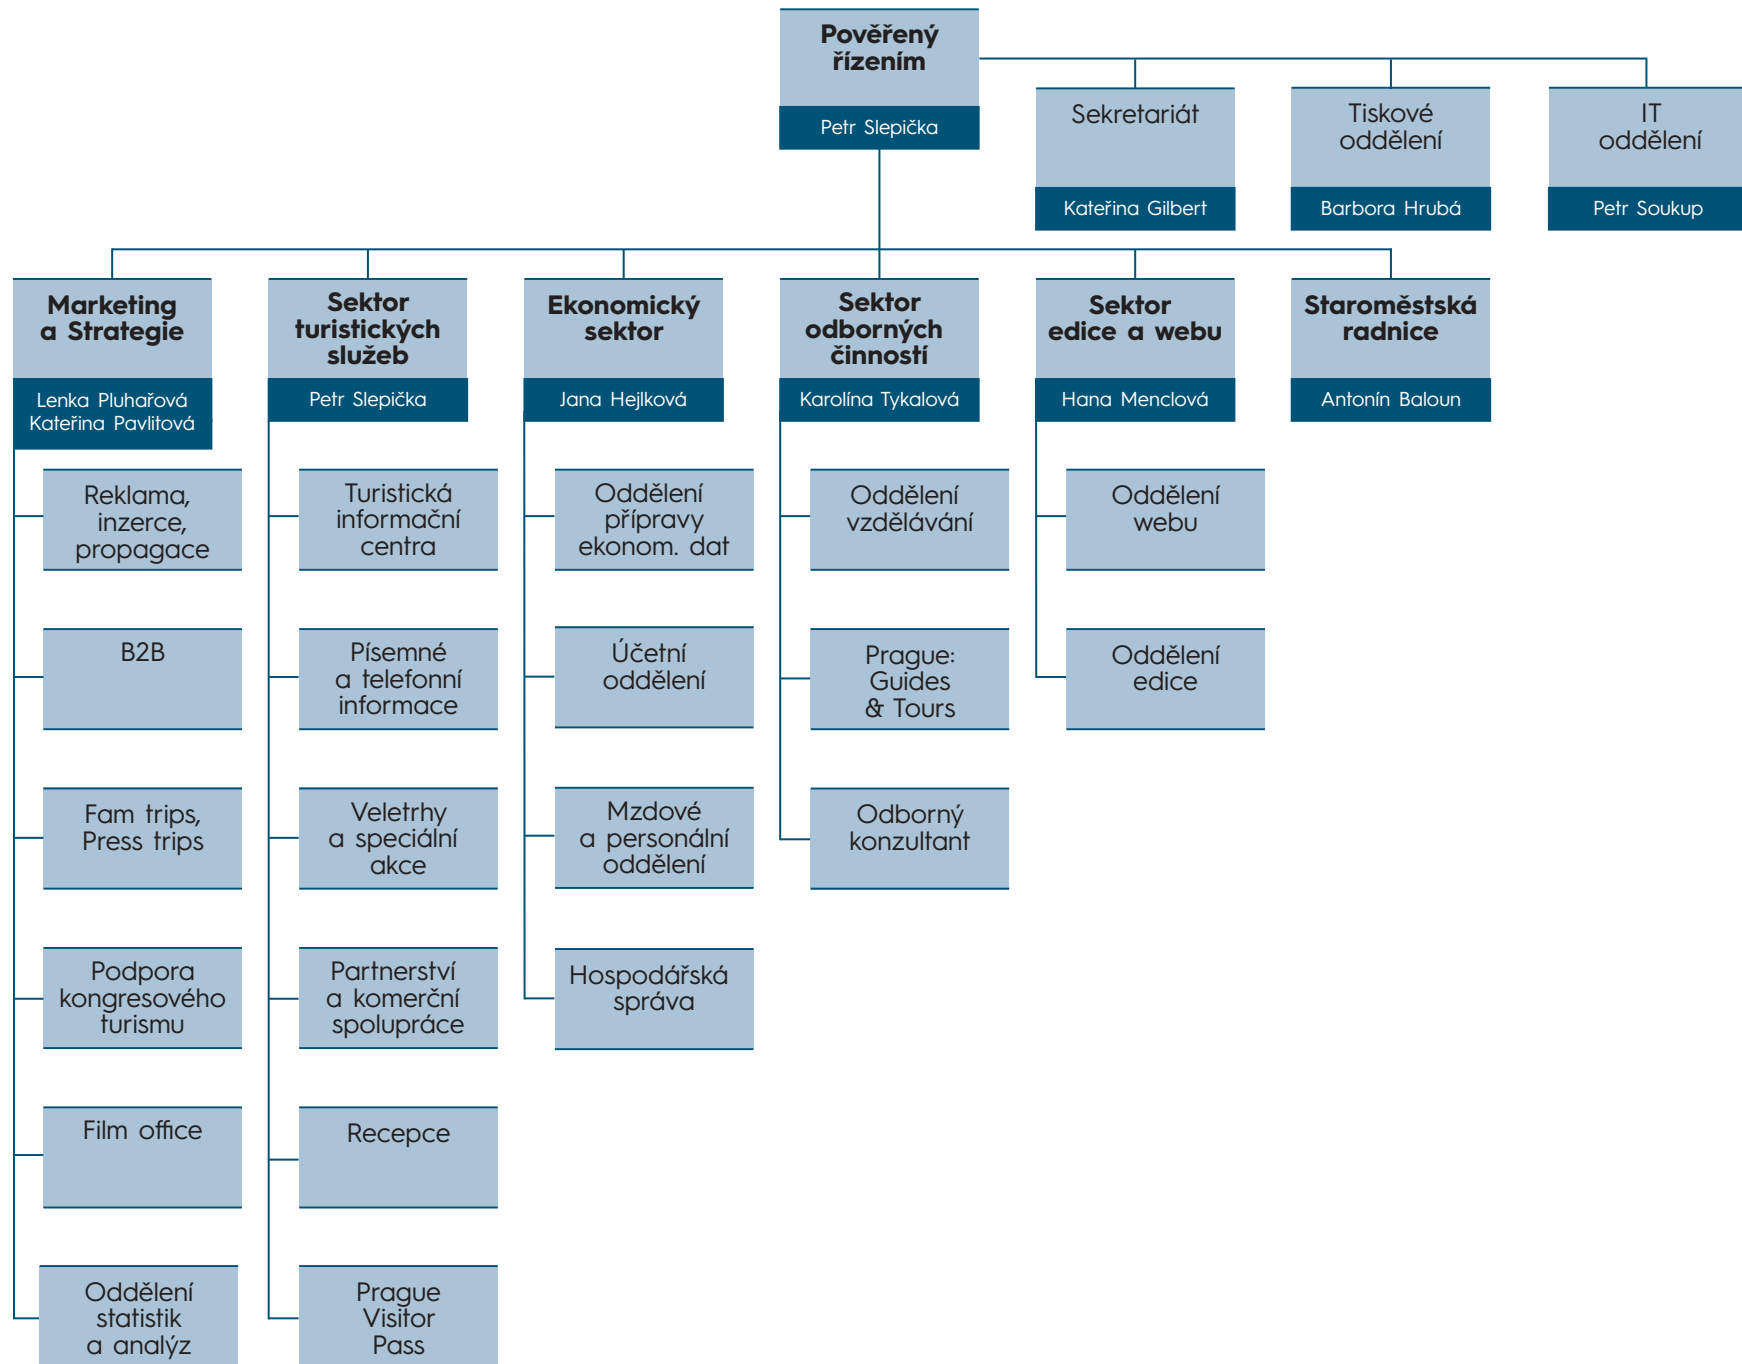 Pověřený
řízením
Petr Slepička
Sekretariát
Kateřina Gilbert
Tiskové
oddělení
Barbora Hrubá
IT
oddělení
Petr Soukup
Marketing
a Strategie
Lenka Pluhařová
Kateřina Pavlitová
Sektor
turistických
služeb
Petr Slepička
Ekonomický
sektor
Jana Hejlková
Sektor
odborných
činností
Karolína Tykalová
Sektor
edice a webu
Hana Menclová
Staroměstská
radnice
Antonín Baloun
Reklama,
inzerce,
propagace
B2B
Fam trips,
Press trips
Podpora
kongresového
turismu
Film office
Oddělení
statistik
a analýz
Turistická
informační
centra
Písemné
a telefonní
informace
Veletrhy
a speciální
akce
Partnerství
a komerční
spolupráce
Recepce
Prague
Visitor
Pass
Oddělení
přípravy
ekonom. dat
Účetní
oddělení
Mzdové
a personální
oddělení
Hospodářská
správa
Oddělení
vzdělávání
Prague:
Guides
& Tours
Odborný
konzultant
Oddělení
webu
Oddělení
edice